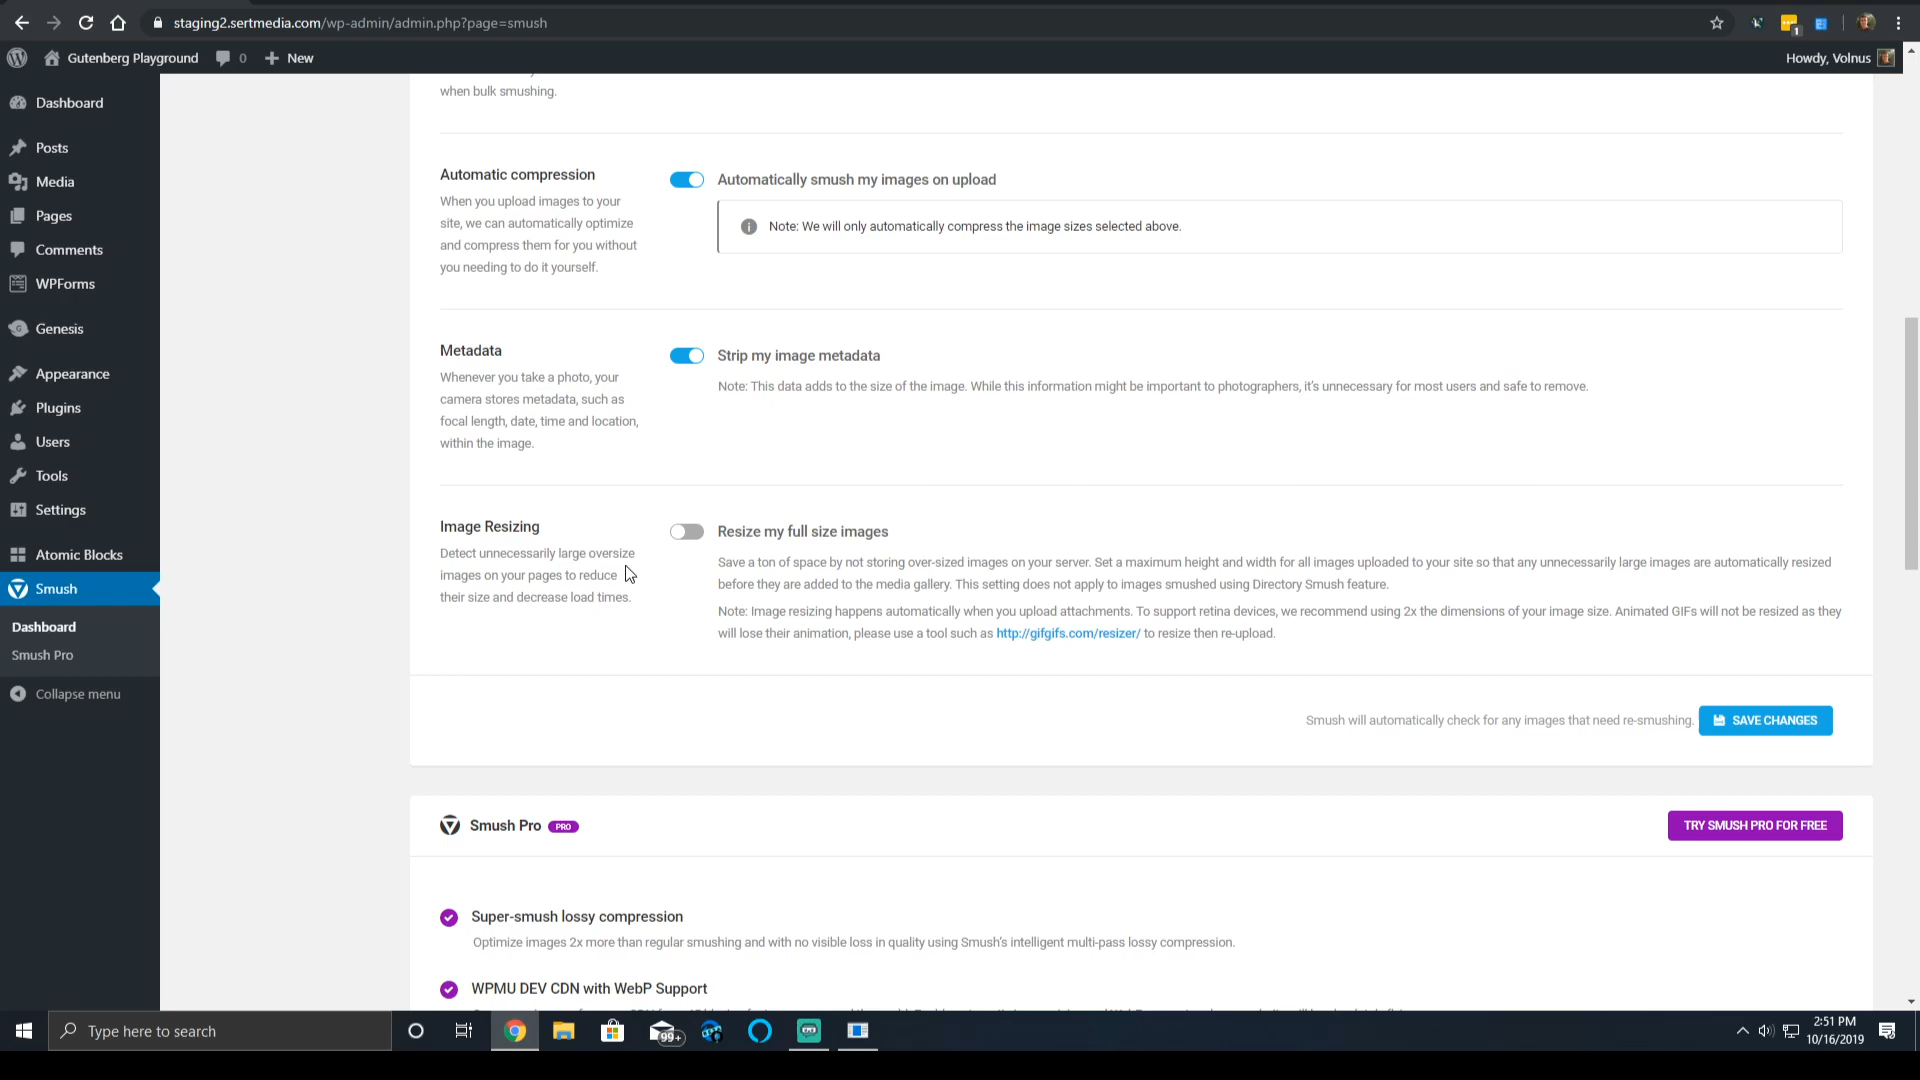 staging2.sertmedia.com/wp-admin/admin.php?page=smush
1
Gutenberg Playground
0
New
Howdy, Volnus
Dashboard
Posts
Media
Pages
Comments
WPForms
Genesis
Appearance
Plugins
Users
Tools
Settings
Atomic Blocks
Smush
Dashboard
Smush Pro
Collapse menu
when bulk smushing.
Automatic compression
When you upload images to your
site, we can automatically optimize
and compress them for you without
you needing to do it yourself.
Automatically smush my images on upload
Note: We will only automatically compress the image sizes selected above.
Metadata
Whenever you take a photo, your
camera stores metadata, such as
focal length, date, time and location,
within the image.
Strip my image metadata
Note: This data adds to the size of the image. While this information might be important to photographers, it's unnecessary for most users and safe to remove.
Image Resizing
Detect unnecessarily large oversize
images on your pages to reduce
their size and decrease load times.
Resize my full size images
Save a ton of space by not storing over-sized images on your server. Set a maximum height and width for all images uploaded to your site so that any unnecessarily large images are automatically resized
before they are added to the media gallery. This setting does not apply to images smushed using Directory Smush feature.
Note: Image resizing happens automatically when you upload attachments. To support retina devices, we recommend using 2x the dimensions of your image size. Animated GIFs will not be resized as they
will lose their animation, please use a tool such as http://gifgifs.com/resizer/ to resize then re-upload.
Smush will automatically check for any images that need re-smushing.
SAVE CHANGES
Smush Pro PRO
TRY SMUSH PRO FOR FREE
Super-smush lossy compression
Optimize images 2x more than regular smushing and with no visible loss in quality using Smush's intelligent multi-pass lossy compression.
WPMU DEV CDN with WebP Support
Type here to search
99+
2:51 PM
10/16/2019